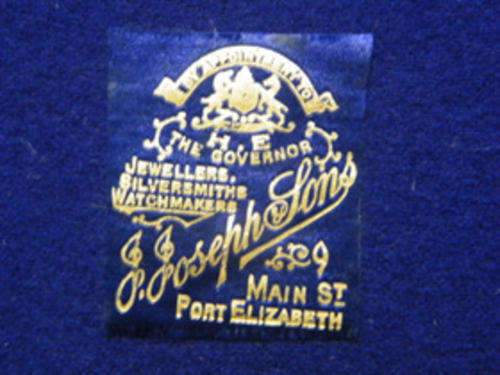 BY APPOINTMENT TO
H.E
THE GOVERNOR
JEWELLERS,
SILVERSMITHS
WATCHMAKERS
J. Joseph & Sons
MAIN ST
PORT ELIZABETH